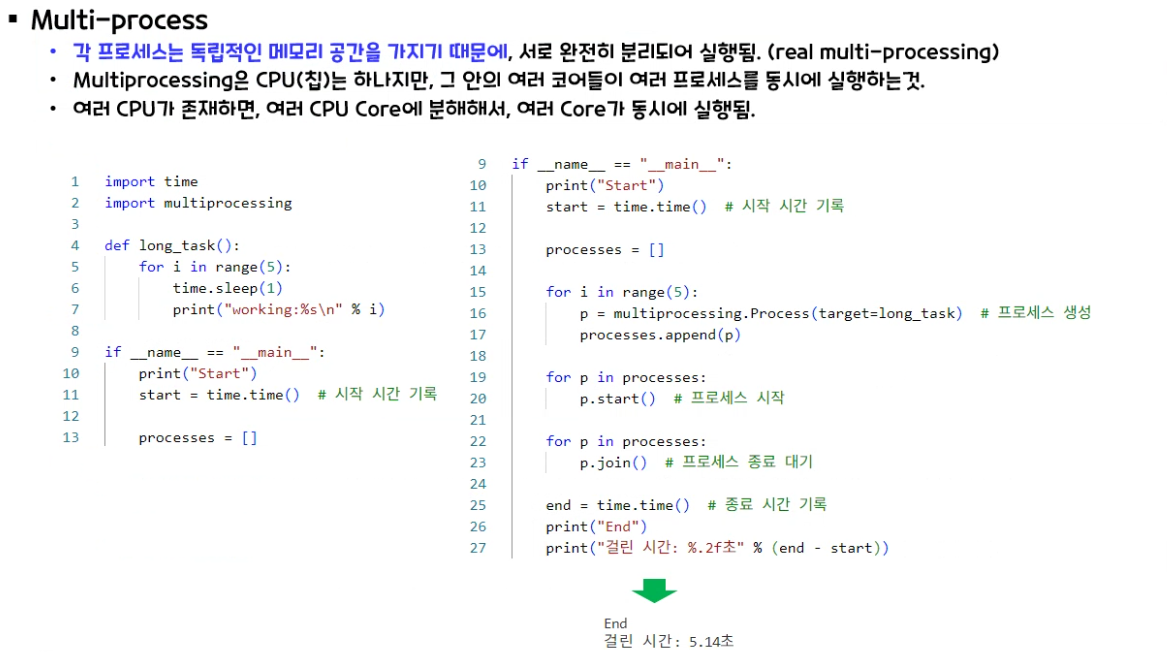 ▪ Multi-process
• 각 프로세스는 독립적인 메모리 공간을 가지기 때문에, 서로 완전히 분리되어 실행됨. (real multi-processing)
• Multiprocessing은 CPU(칩)는 하나지만, 그 안의 여러 코어들이 여러 프로세스를 동시에 실행하는것.
• 여러 CPU가 존재하면, 여러 CPU Core에 분해해서, 여러 Core가 동시에 실행됨.
1 import time
2 import multiprocessing
3
4 def long_task():
5     for i in range(5):
6         time.sleep(1)
7         print("working:%s\n" % i)
8
9 if __name__ == "__main__":
10     print("Start")
11     start = time.time()  # 시작 시간 기록
12
13     processes = []
9 if __name__ == "__main__":
10     print("Start")
11     start = time.time()  # 시작 시간 기록
12
13     processes = []
14
15     for i in range(5):
16         p = multiprocessing.Process(target=long_task)  # 프로세스 생성
17         processes.append(p)
18
19     for p in processes:
20         p.start()  # 프로세스 시작
21
22     for p in processes:
23         p.join()  # 프로세스 종료 대기
24
25     end = time.time()  # 종료 시간 기록
26     print("End")
27     print("걸린 시간: %.2f초" % (end - start))
End
걸린 시간: 5.14초